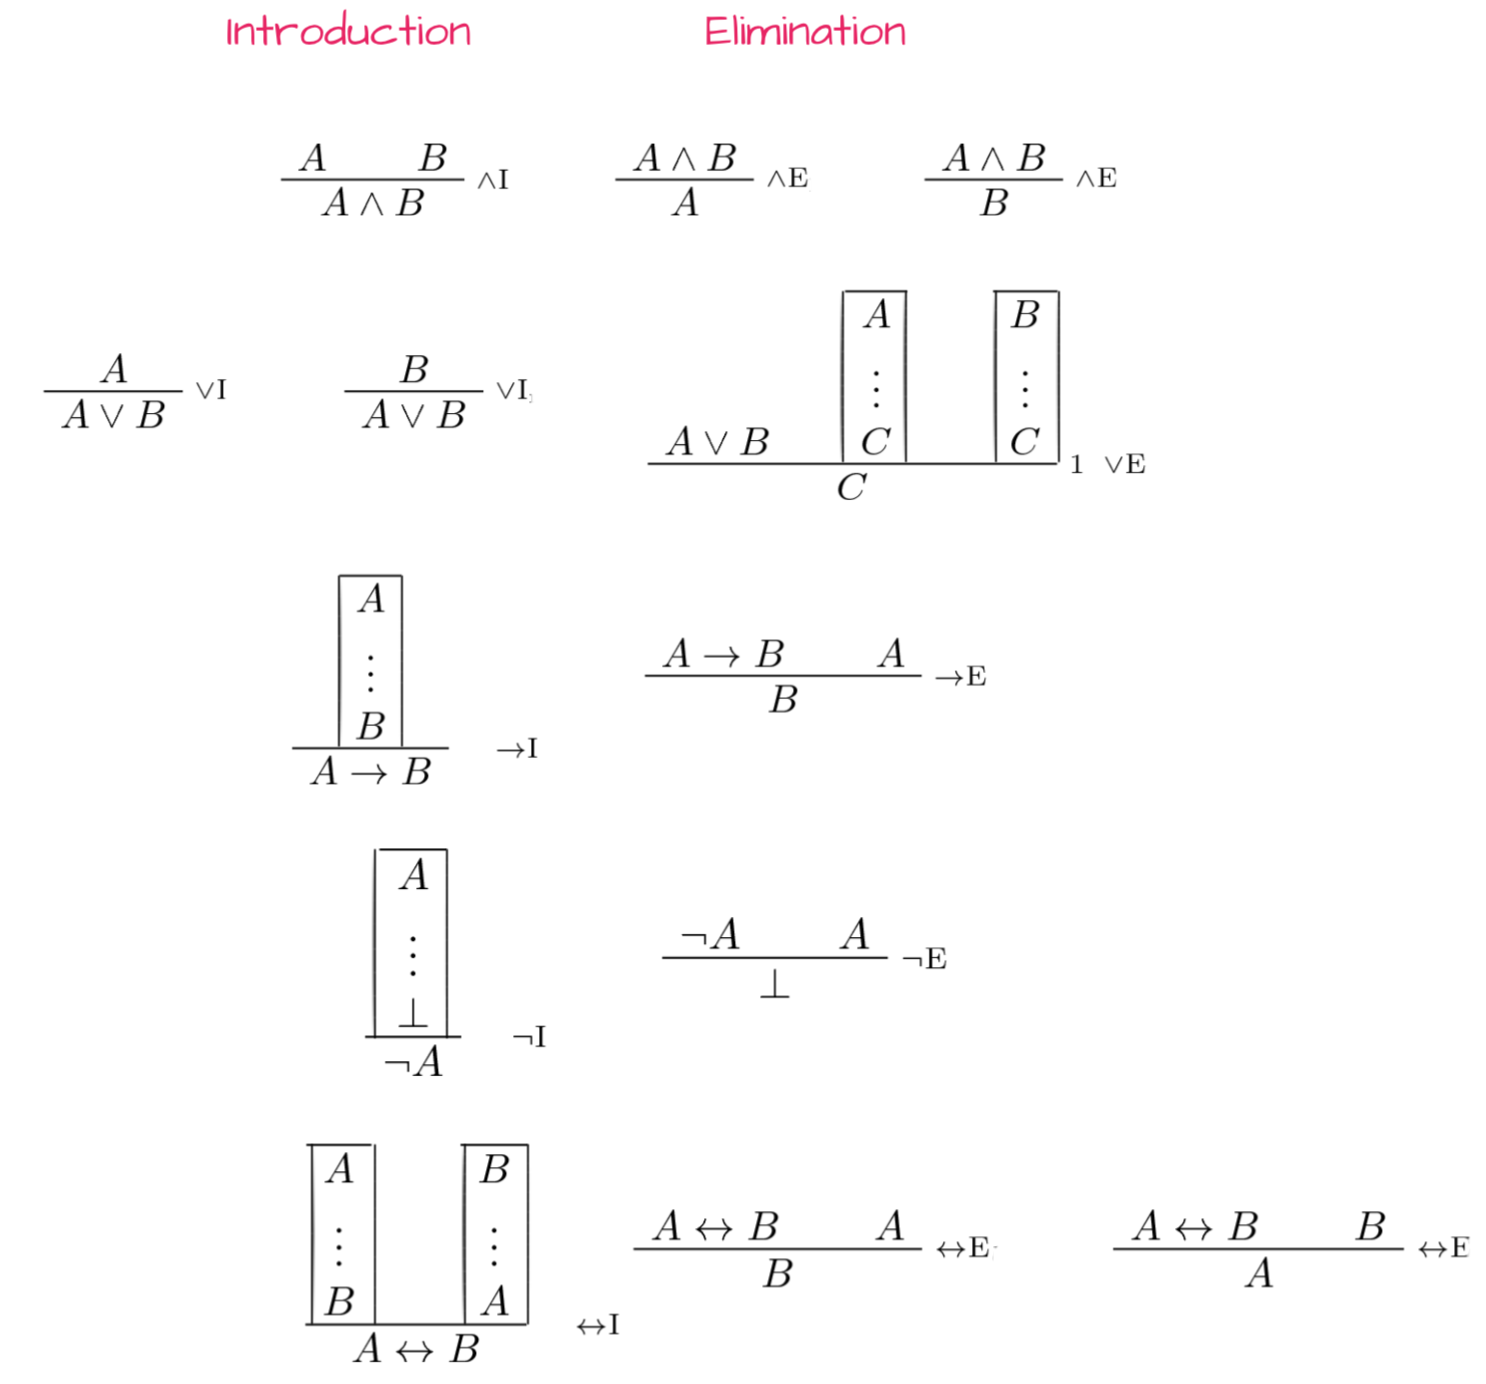 Introduction Elimination
A B A ∧ B A ∧ B
∧I ∧E ∧E
A ∧ B A B
A B
A B ⋮ ⋮
∨I ∨I
A ∨ B A ∨ B A ∨ B C C
1 ∨E
C
A
⋮ A → B A
→E
B B
→I
A → B
A
⋮ ¬A A
¬E
⊥ ⊥
¬I
¬A
A B
⋮ ⋮ A ↔ B A A ↔ B B
↔E ↔E
B A B A
↔I
A ↔ B